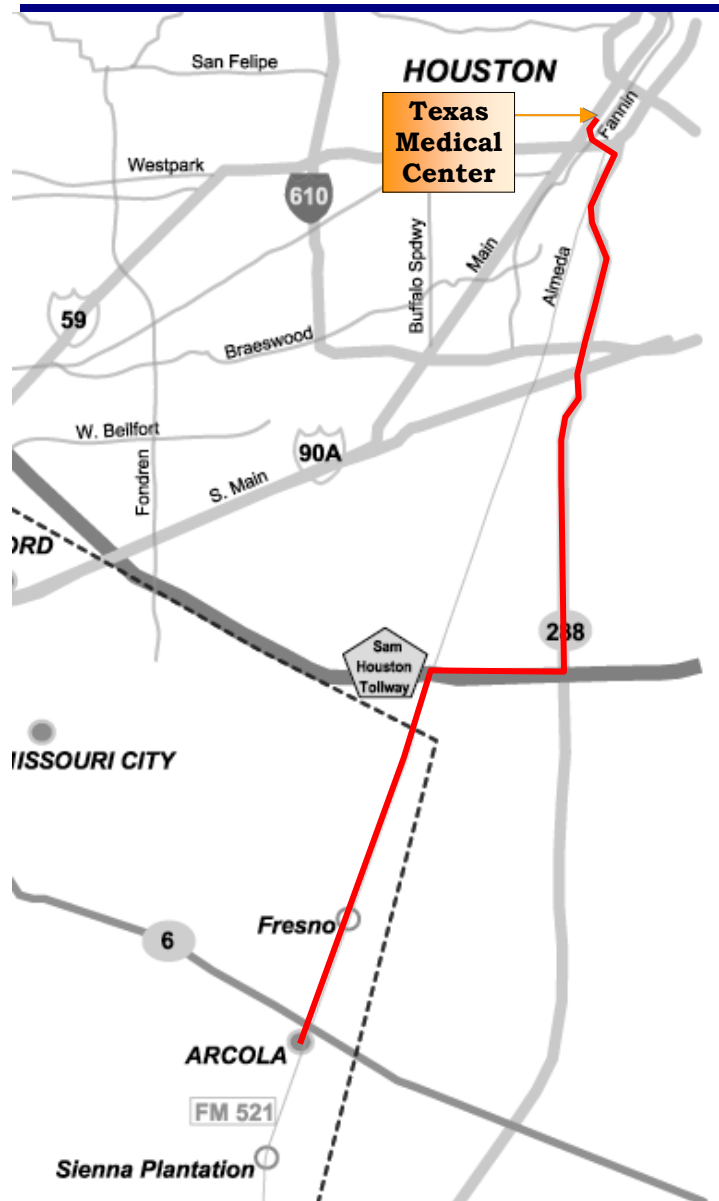 San Felipe
HOUSTON
Texas
Medical
Center
Fannin
Westpark
610
Buffalo Spdwy
Main
Almeda
59
Braeswood
W. Bellfort
90A
Fondren
S. Main
ORD
288
Sam
Houston
Tollway
MISSOURI CITY
Fresno
6
ARCOLA
FM 521
Sienna Plantation